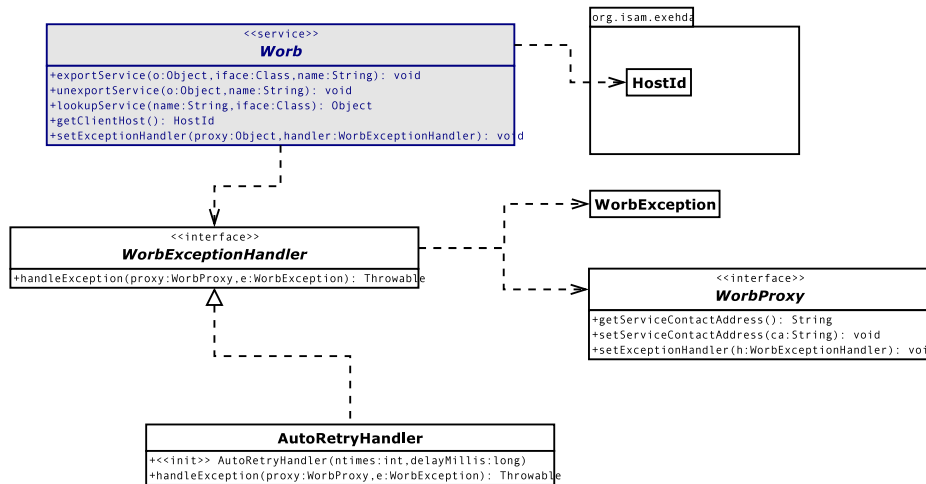 <<service>>
Worb
+exportService(o:Object,iface:Class,name:String): void
+unexportService(o:Object,name:String): void
+lookupService(name:String,iface:Class): Object
+getClientHost(): HostId
+setExceptionHandler(proxy:Object,handler:WorbExceptionHandler): void
org.isam.exehda
HostId
<<interface>>
WorbExceptionHandler
+handleException(proxy:WorbProxy,e:WorbException): Throwable
WorbException
<<interface>>
WorbProxy
+getServiceContactAddress(): String
+setServiceContactAddress(ca:String): void
+setExceptionHandler(h:WorbExceptionHandler): voi
AutoRetryHandler
+<<init>> AutoRetryHandler(ntimes:int,delayMillis:long)
+handleException(proxy:WorbProxy,e:WorbException): Throwable